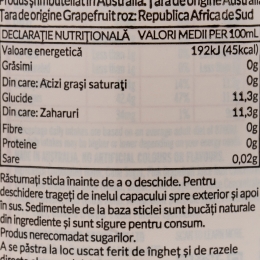 Produs și îmbuteliat în Australia. Țara de origine Australia
Țara de origine Grapefruit roz: Republica Africa de Sud
DECLARAȚIE NUTRIȚIONALĂ VALORI MEDII PER 100mL
Valoare energetică 192kJ (45kcal)
Grăsimi 0g
Din care: Acizi grași saturați 0g
Glucide 11,3g
Din care: Zaharuri 11,3g
Fibre 0g
Proteine 0g
Sare 0,02g
Răsturnați sticla înainte de a o deschide. Pentru
deschidere trageți de inelul capacului spre exterior și apoi
în sus. Sedimentele de la baza sticlei sunt bucăți naturale
din ingrediente și sunt sigure pentru consum.
Produs nerecomadat sugarilor.
A se păstra la loc uscat ferit de îngheț și de razele